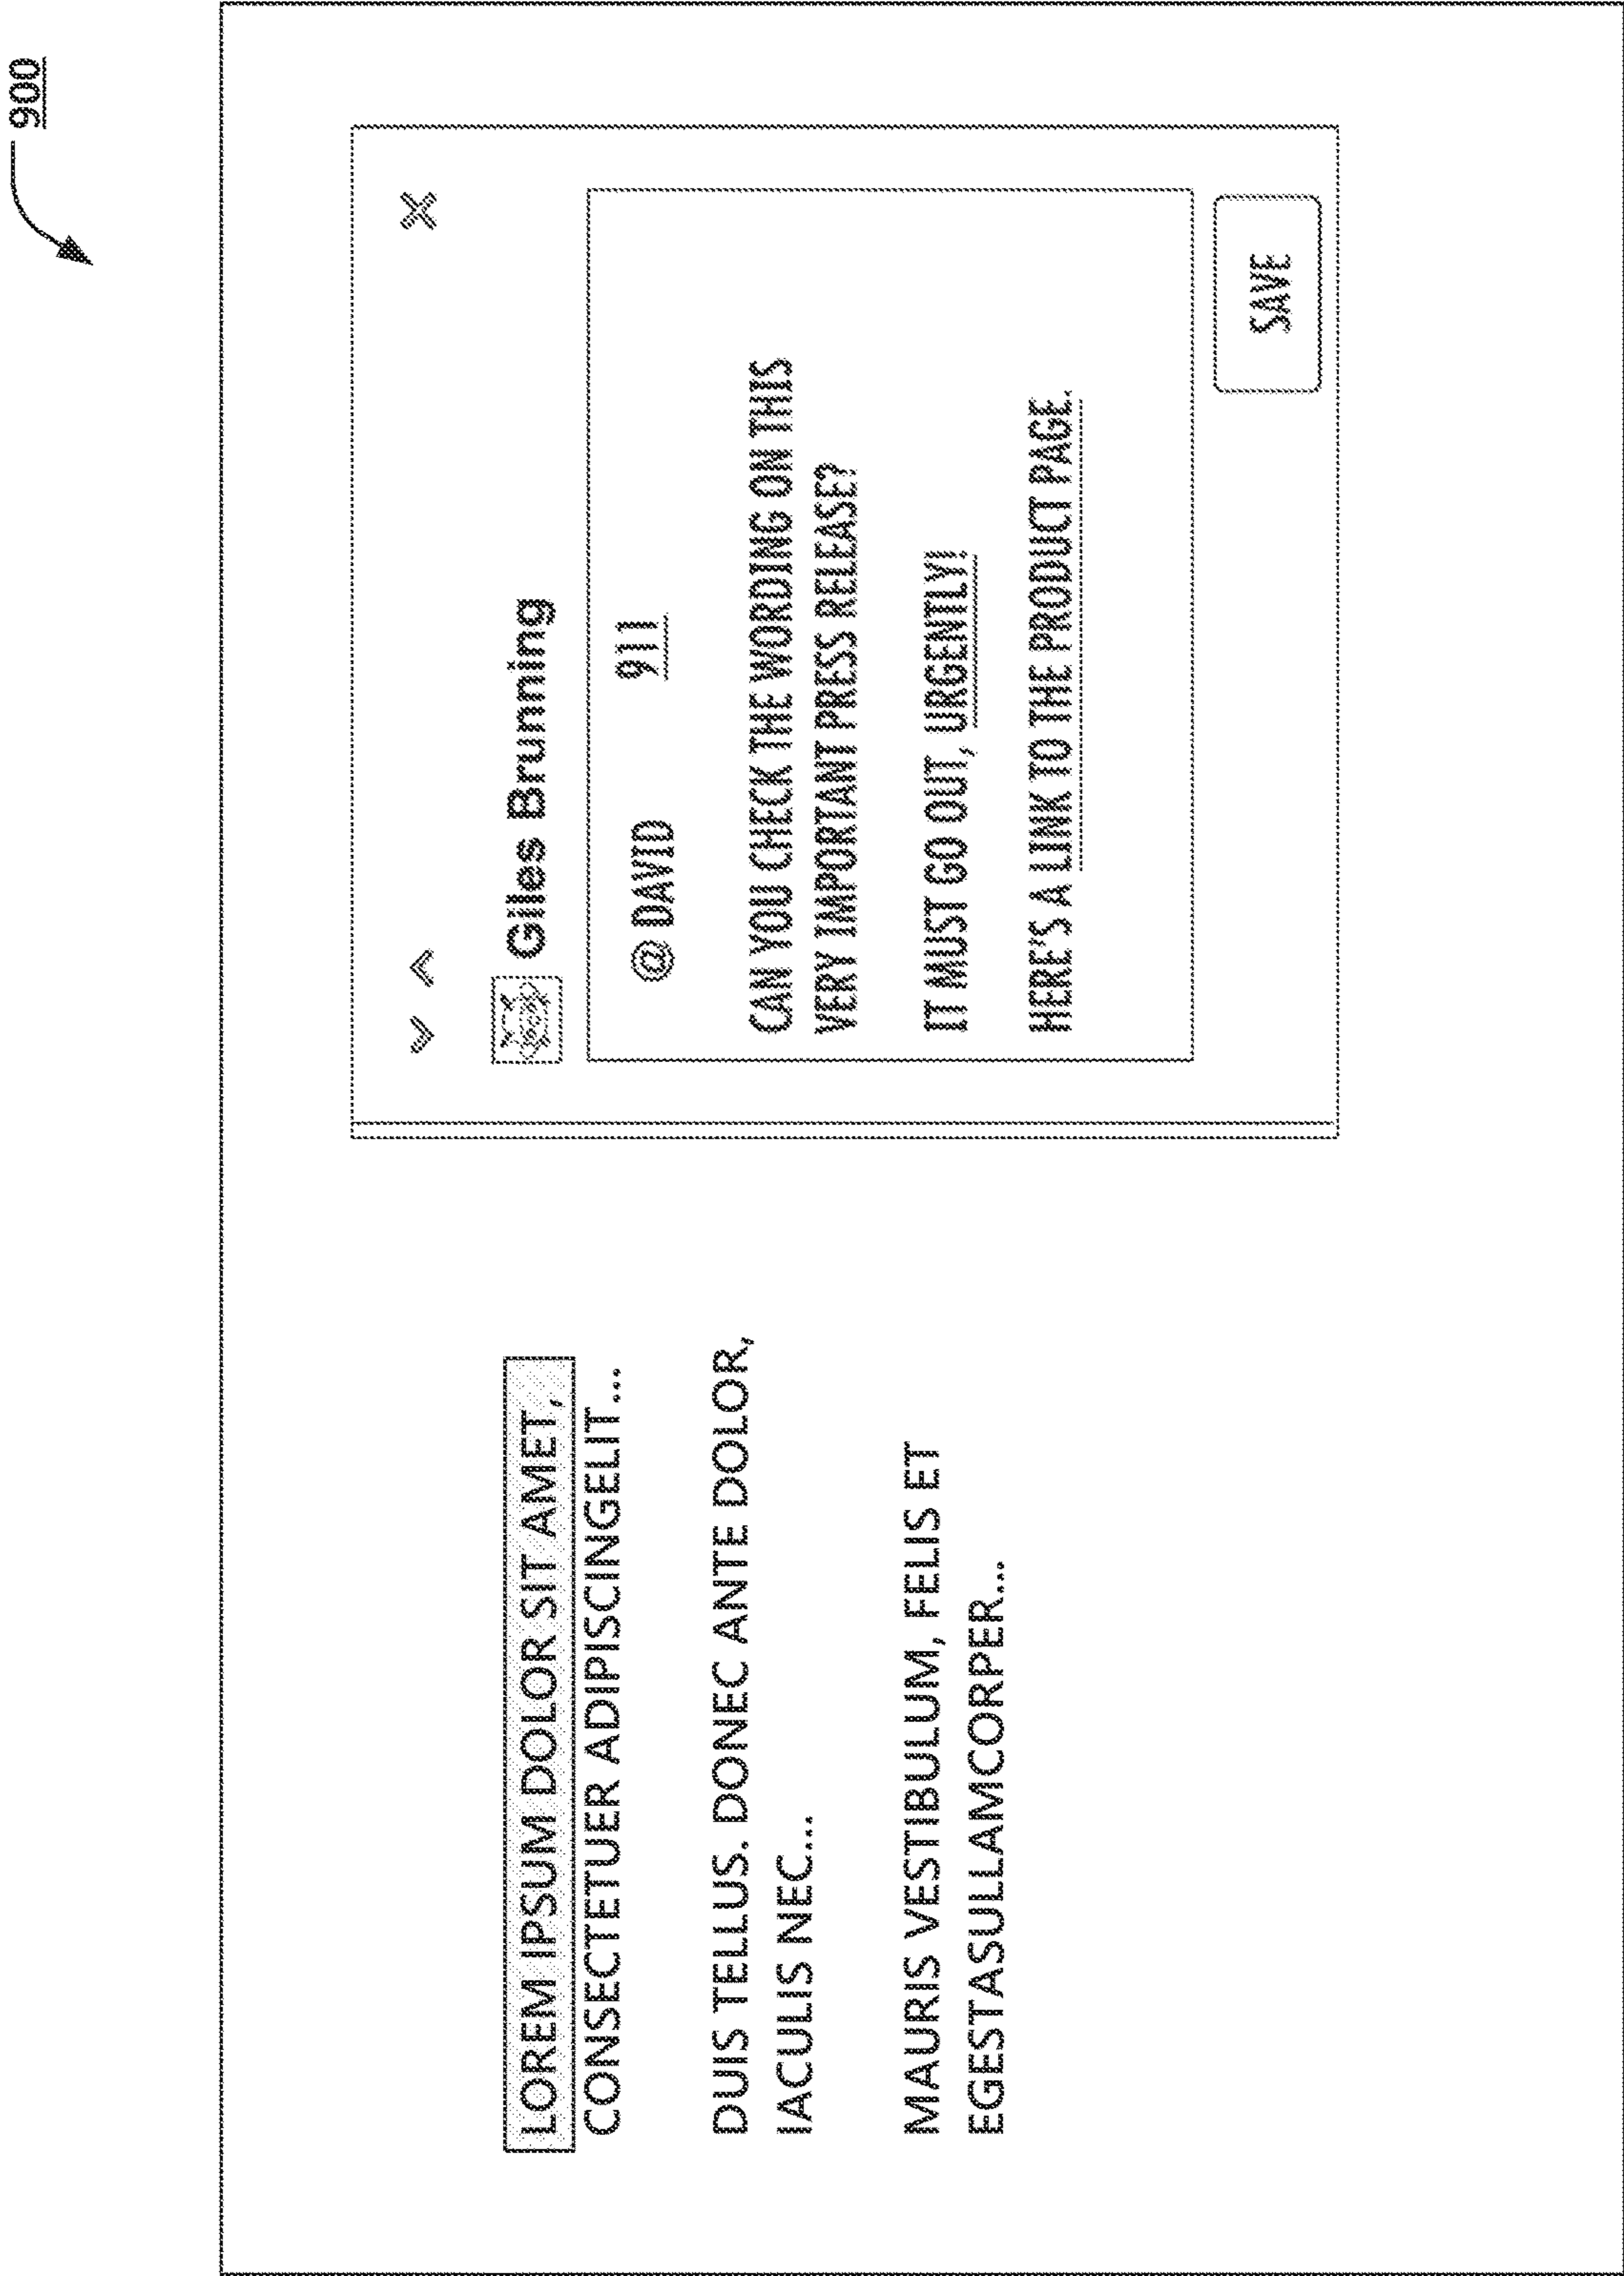 900
LOREM IPSUM DOLOR SIT AMET,
CONSECTETUER ADIPISCINGELIT...
DUIS TELLUS. DONEC ANTE DOLOR,
IACULIS NEC...
MAURIS VESTIBULUM, FELIS ET
EGESTASULLAMCORPER...
Giles Brunning
@ DAVID 911
CAN YOU CHECK THE WORDING ON THIS
VERY IMPORTANT PRESS RELEASE?
IT MUST GO OUT, URGENTLY!
HERE'S A LINK TO THE PRODUCT PAGE.
SAVE